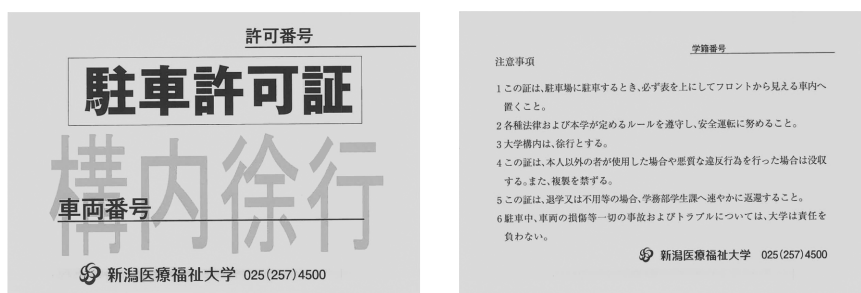 許可番号
駐車許可証
構内徐行
車両番号
新潟医療福祉大学 025(257)4500
学籍番号
注意事項
1 この証は、駐車場に駐車するとき、必ず表を上にしてフロントから見える車内へ
置くこと。
2 各種法律および本学が定めるルールを遵守し、安全運転に努めること。
3 大学構内は、徐行とする。
4 この証は、本人以外の者が使用した場合や悪質な違反行為を行った場合は没収
する。また、複製を禁ずる。
5 この証は、退学又は不用等の場合、学務部学生課へ速やかに返還すること。
6 駐車中、車両の損傷等一切の事故およびトラブルについては、大学は責任を
負わない。
新潟医療福祉大学 025(257)4500